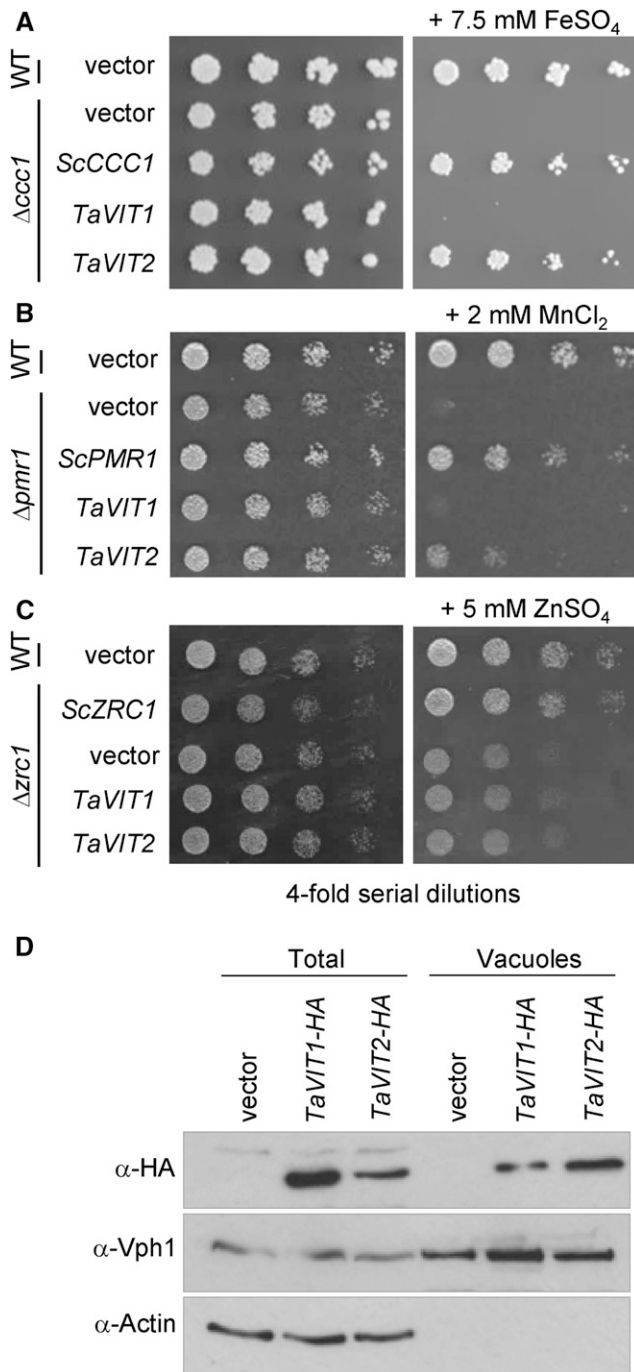 A
+ 7.5 mM FeSO₄
WT
vector
Δccc1
vector
ScCCC1
TaVIT1
TaVIT2
B
+ 2 mM MnCl₂
WT
vector
Δpmr1
vector
ScPMR1
TaVIT1
TaVIT2
C
+ 5 mM ZnSO₄
WT
vector
Δzrc1
ScZRC1
vector
TaVIT1
TaVIT2
4-fold serial dilutions
D
Total
Vacuoles
vector
TaVIT1-HA
TaVIT2-HA
vector
TaVIT1-HA
TaVIT2-HA
α-HA
α-Vph1
α-Actin